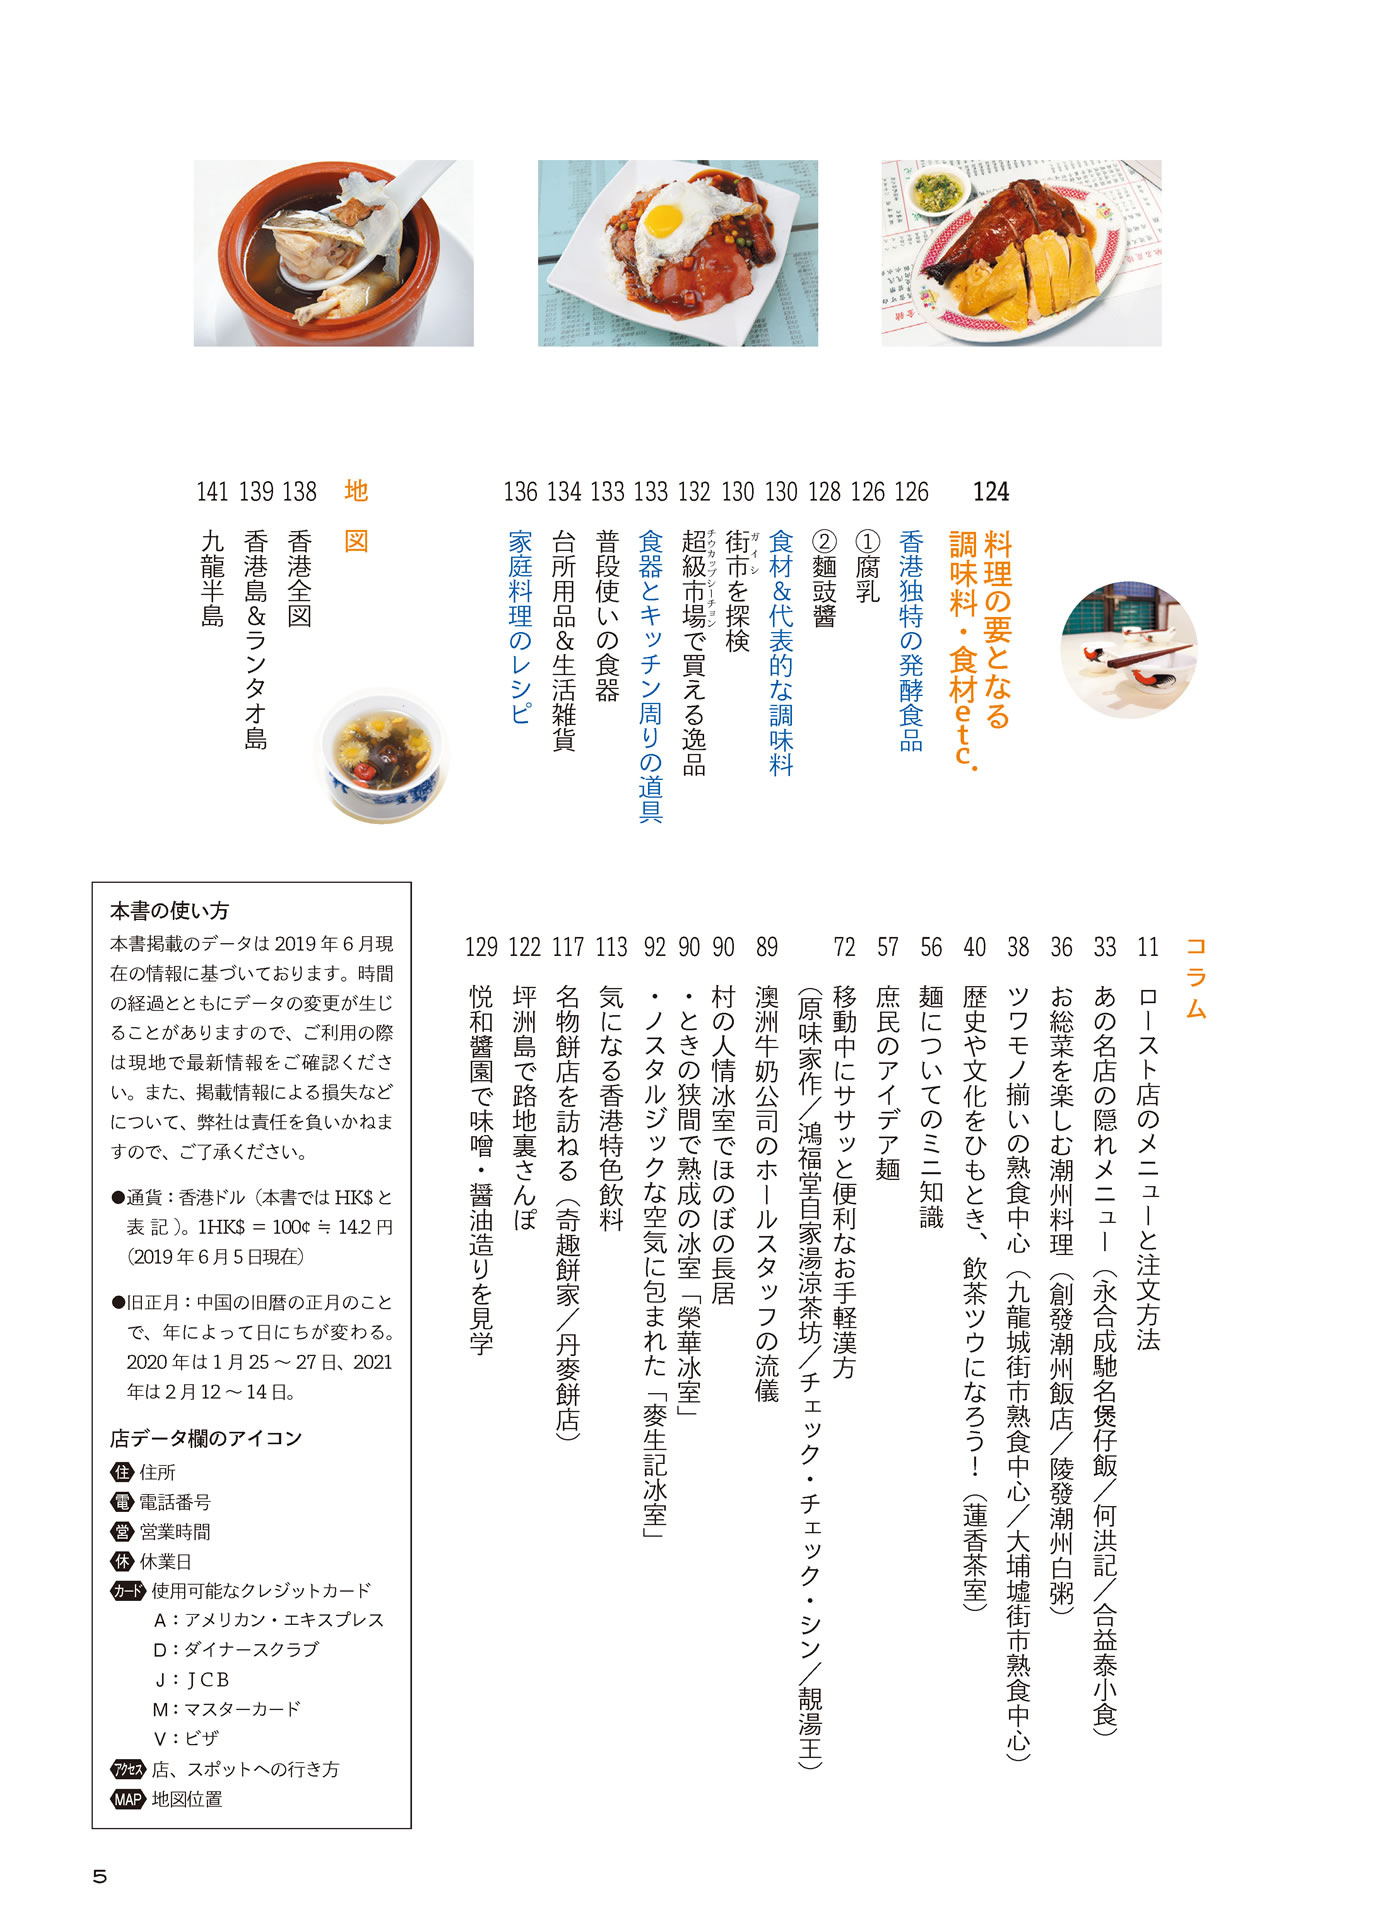 124 料理の要となる
調味料・食材etc.
126 香港独特の発酵食品
126 ①腐乳
128 ②麵豉醬
130 食材＆代表的な調味料
130 街市を探検
ガイシ
132 超級市場で買える逸品
チウカップシーチョン
133 食器とキッチン周りの道具
133 普段使いの食器
134 台所用品＆生活雑貨
136 家庭料理のレシピ
地図
138 香港全図
139 香港島＆ランタオ島
141 九龍半島
コラム
11 ロースト店のメニューと注文方法
33 あの名店の隠れメニュー（永合成馳名煲仔飯／何洪記／合益泰小食）
36 お総菜を楽しむ潮州料理（創發潮州飯店／陵發潮州白粥）
38 ツワモノ揃いの熟食中心（九龍城街市熟食中心／大埔墟街市熟食中心）
40 歴史や文化をひもとき、飲茶ツウになろう！（蓮香茶室）
56 麺についてのミニ知識
57 庶民のアイデア麺
72 移動中にササッと便利なお手軽漢方
（原味家作／鴻福堂自家湯涼茶坊／チェック・チェック・シン／靚湯王）
89 澳洲牛奶公司のホールスタッフの流儀
90 村の人情冰室でほのぼの長居
90 ・ときの狭間で熟成の冰室「榮華冰室」
92 ・ノスタルジックな空気に包まれた「麥生記冰室」
113 気になる香港特色飲料
117 名物餅店を訪ねる（奇趣餅家／丹麥餅店）
122 坪洲島で路地裏さんぽ
129 悦和醬園で味噌・醤油造りを見学
本書の使い方
本書掲載のデータは 2019 年 6 月現
在の情報に基づいております。時間
の経過とともにデータの変更が生じ
ることがありますので、ご利用の際
は現地で最新情報をご確認くださ
い。また、掲載情報による損失など
について、弊社は責任を負いかねま
すので、ご了承ください。
●通貨：香港ドル（本書では HK$ と
表記）。1HK$ ＝ 100¢ ≒ 14.2 円
（2019 年 6 月 5 日現在）
●旧正月：中国の旧暦の正月のこと
で、年によって日にちが変わる。
2020 年は 1 月 25 ～ 27 日、2021
年は 2 月 12 ～ 14 日。
店データ欄のアイコン
住 住所
電 電話番号
営 営業時間
休 休業日
カード 使用可能なクレジットカード
A：アメリカン・エキスプレス
D：ダイナースクラブ
J：JCB
M：マスターカード
V：ビザ
アクセス 店、スポットへの行き方
MAP 地図位置
5